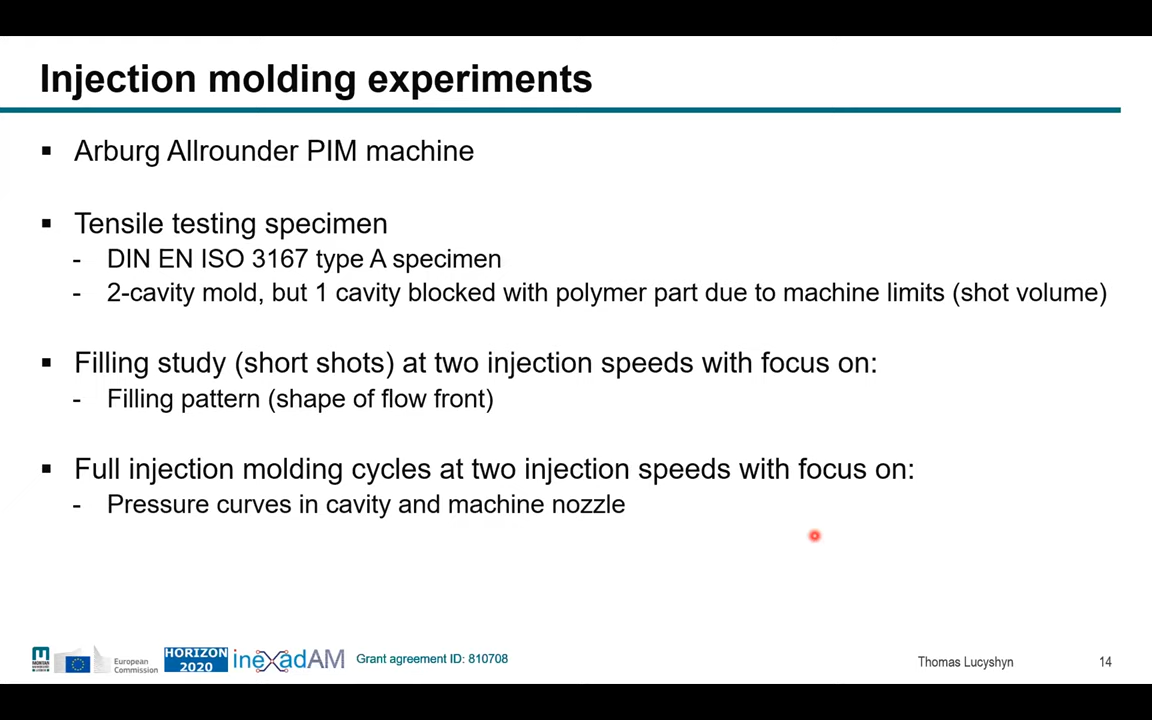 Injection molding experiments
▪ Arburg Allrounder PIM machine
▪ Tensile testing specimen
- DIN EN ISO 3167 type A specimen
- 2-cavity mold, but 1 cavity blocked with polymer part due to machine limits (shot volume)
▪ Filling study (short shots) at two injection speeds with focus on:
- Filling pattern (shape of flow front)
▪ Full injection molding cycles at two injection speeds with focus on:
- Pressure curves in cavity and machine nozzle
European
Commission
HORIZON
2020
inexadAM
Grant agreement ID: 810708
Thomas Lucyshyn
14